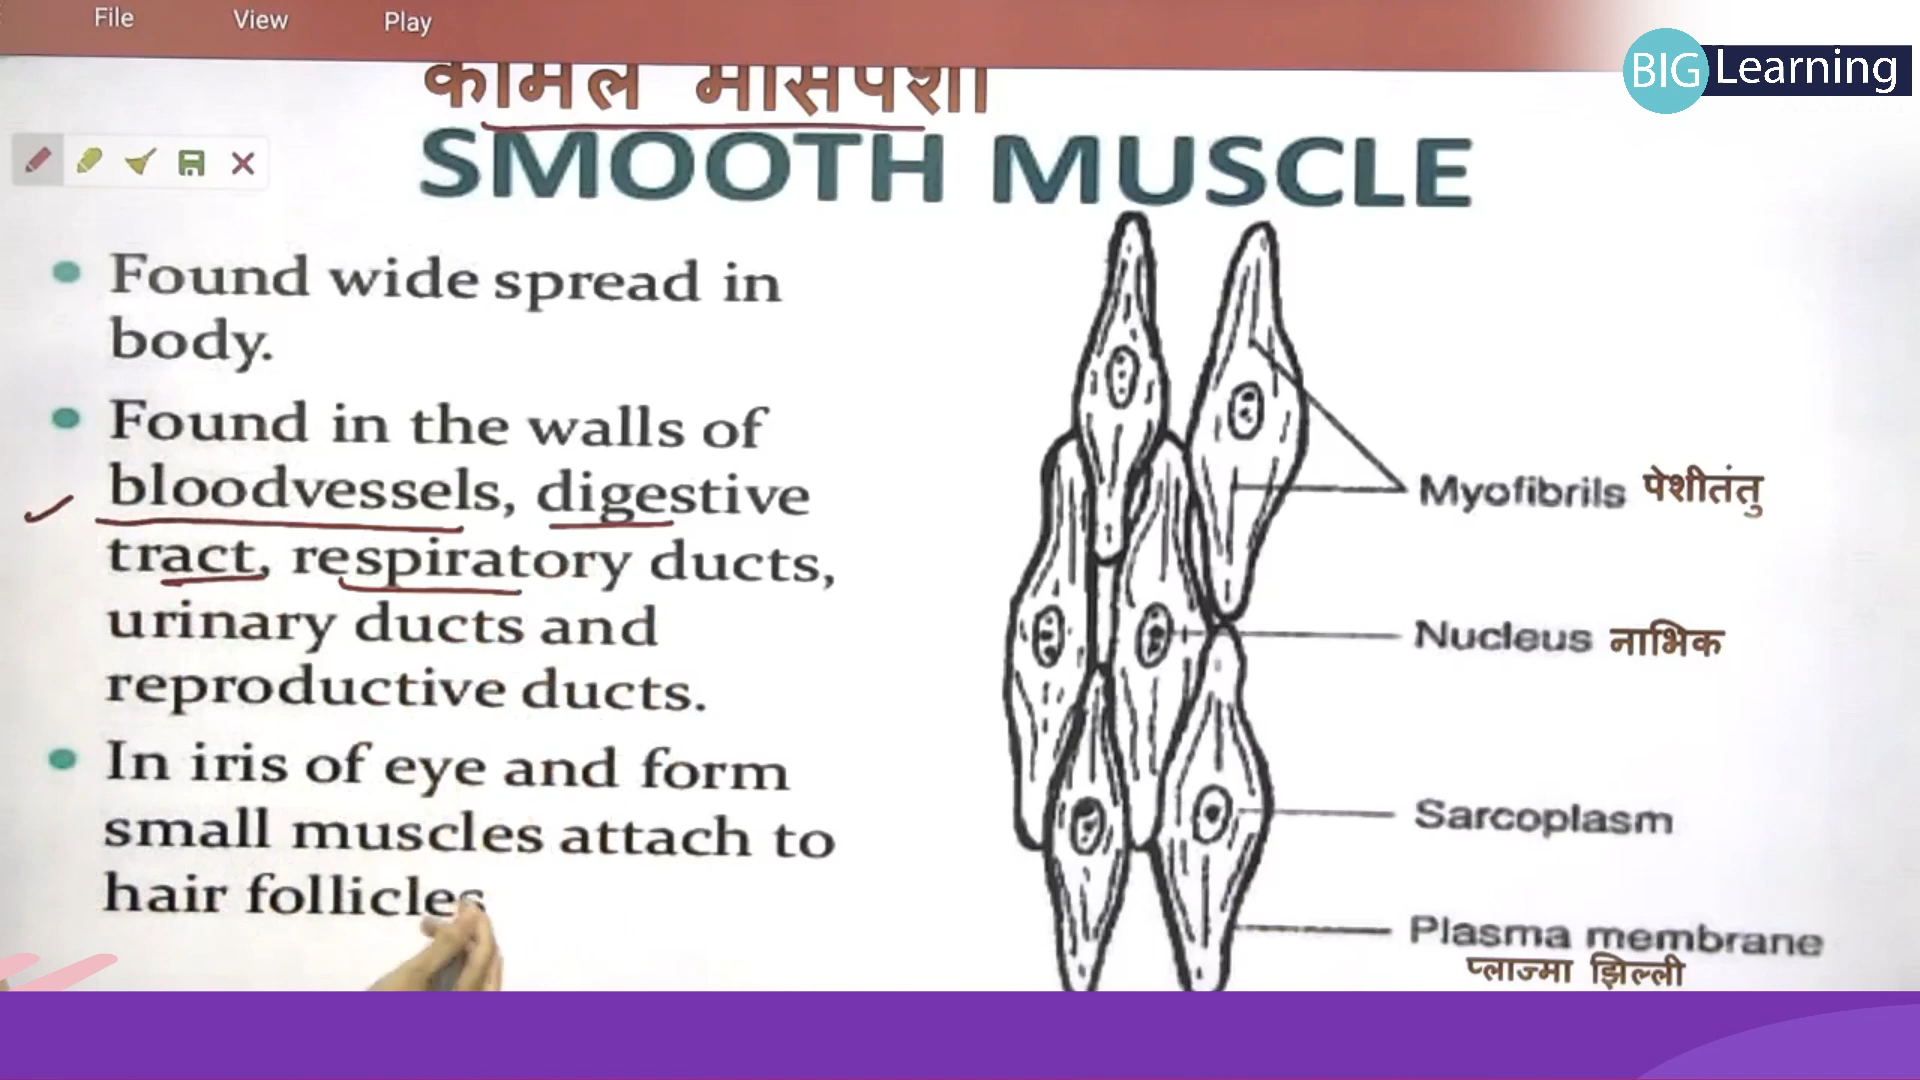 File View Play
BIG Learning
कोमल मांसपेशी
SMOOTH MUSCLE
Found wide spread in
body.
Found in the walls of
bloodvessels, digestive
tract, respiratory ducts,
urinary ducts and
reproductive ducts.
In iris of eye and form
small muscles attach to
hair follicles
Myofibrils पेशीतंतु
Nucleus नाभिक
Sarcoplasm
Plasma membrane
प्लाज्मा झिल्ली